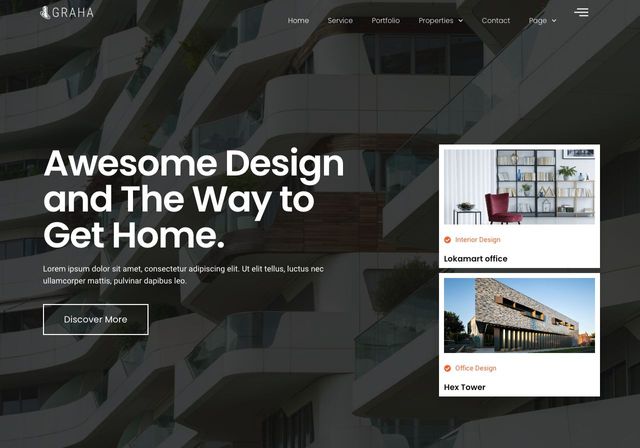 GRAHA
Home Service Portfolio Properties Contact Page
Awesome Design
and The Way to
Get Home.
Lorem ipsum dolor sit amet, consectetur adipiscing elit. Ut elit tellus, luctus nec
ullamcorper mattis, pulvinar dapibus leo.
Discover More
Interior Design
Lokamart office
Office Design
Hex Tower